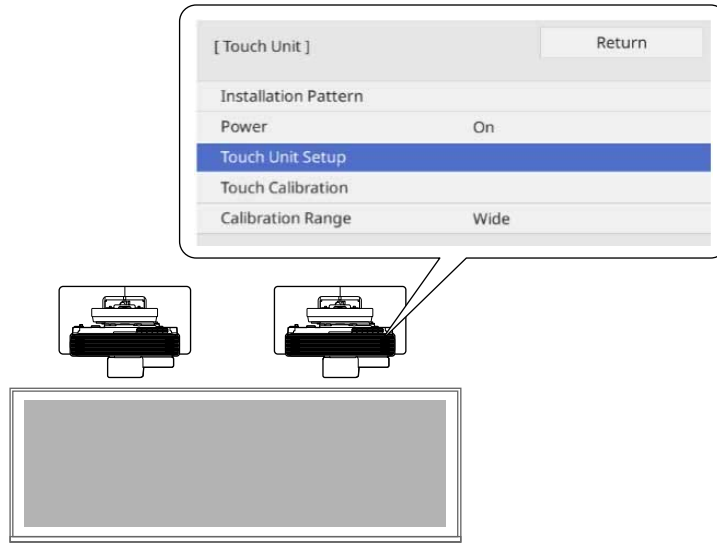 [ Touch Unit ] Return
Installation Pattern
Power On
Touch Unit Setup
Touch Calibration
Calibration Range Wide